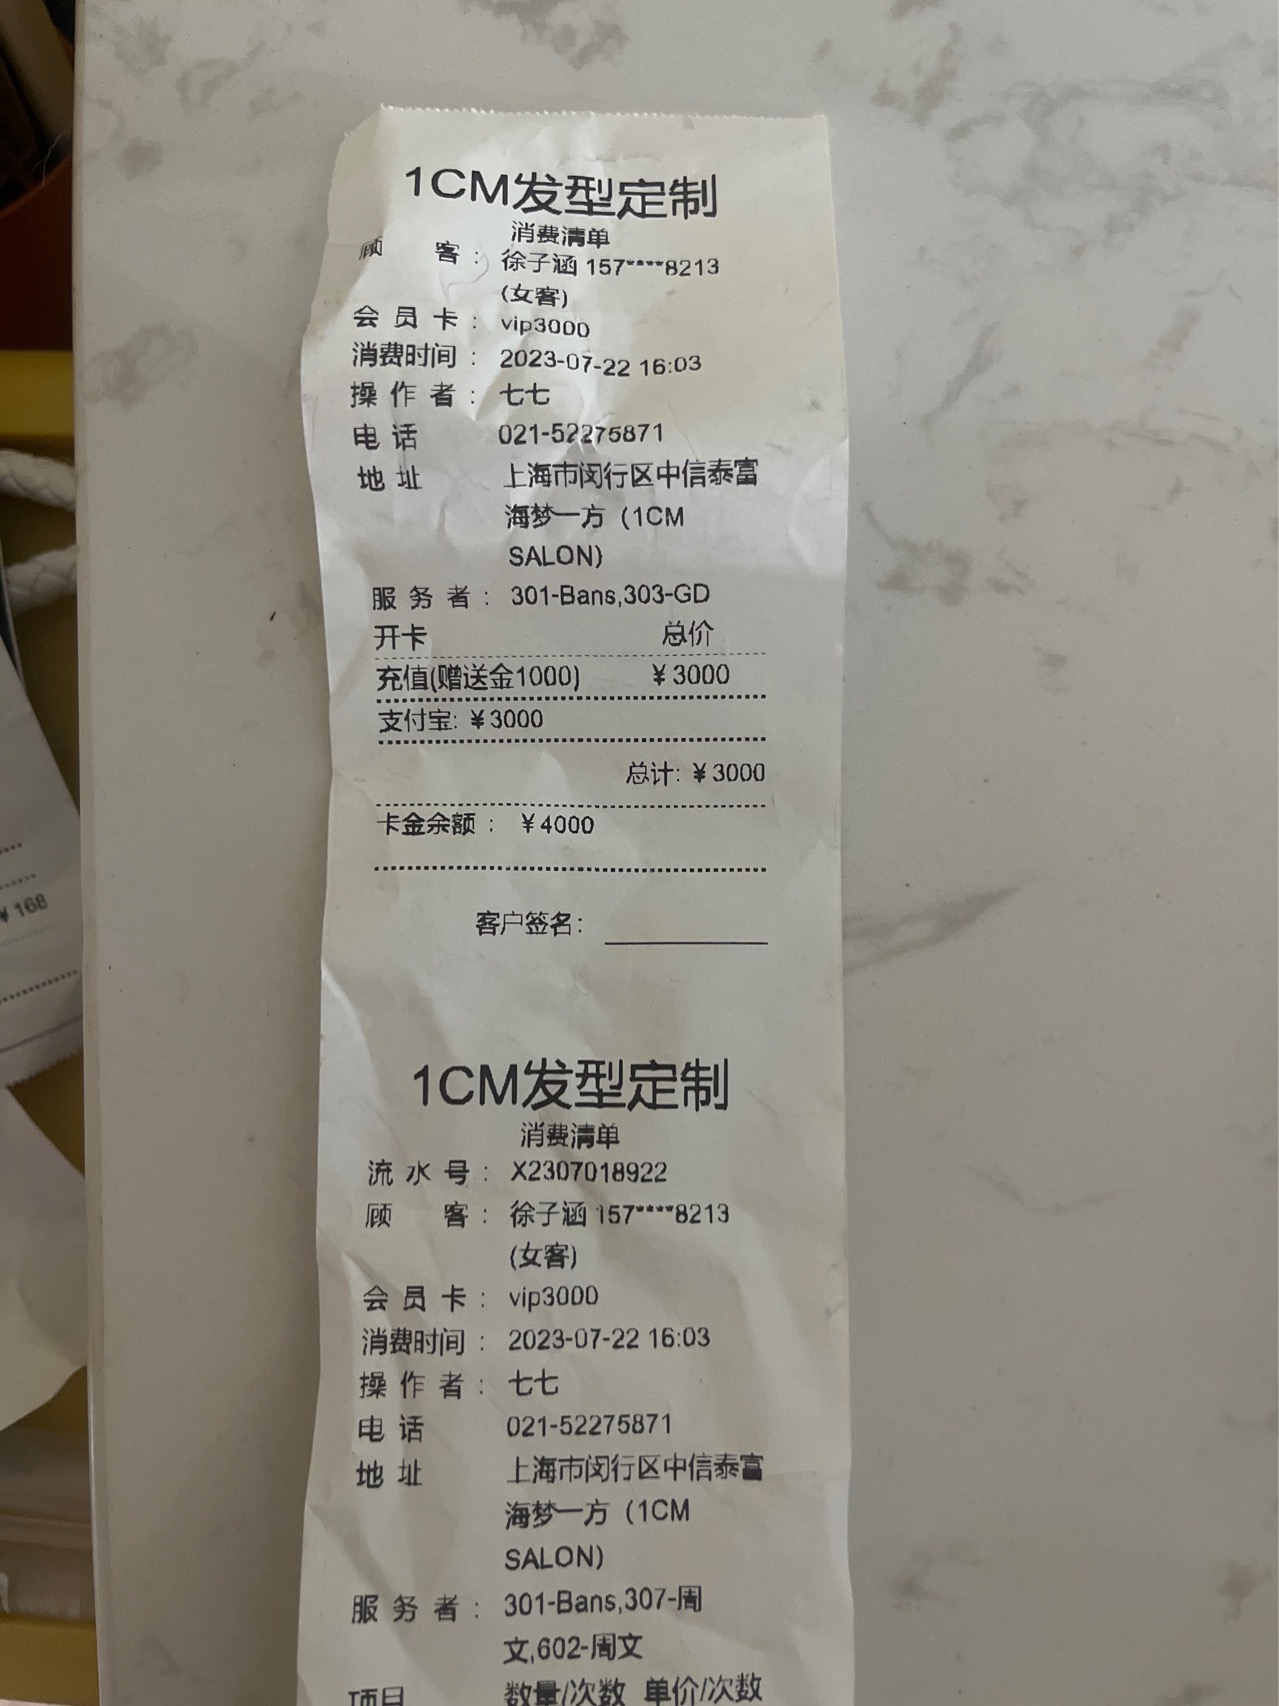 1CM发型定制
消费清单
顾 客： 徐子涵 157****8213
(女客)
会 员 卡： vip3000
消费时间： 2023-07-22 16:03
操 作 者： 七七
电 话 021-52275871
地 址 上海市闵行区中信泰富
海梦一方（1CM
SALON）
服 务 者： 301-Bans,303-GD
开卡 总价
充值(赠送金1000) ￥3000
支付宝: ￥3000
总计: ￥3000
卡金余额： ￥4000
客户签名:
1CM发型定制
消费清单
流 水 号： X2307018922
顾 客： 徐子涵 157****8213
(女客)
会 员 卡： vip3000
消费时间： 2023-07-22 16:03
操 作 者： 七七
电 话 021-52275871
地 址 上海市闵行区中信泰富
海梦一方（1CM
SALON）
服 务 者： 301-Bans,307-周
文,602-周文
项目 数量/次数 单价/次数
￥168